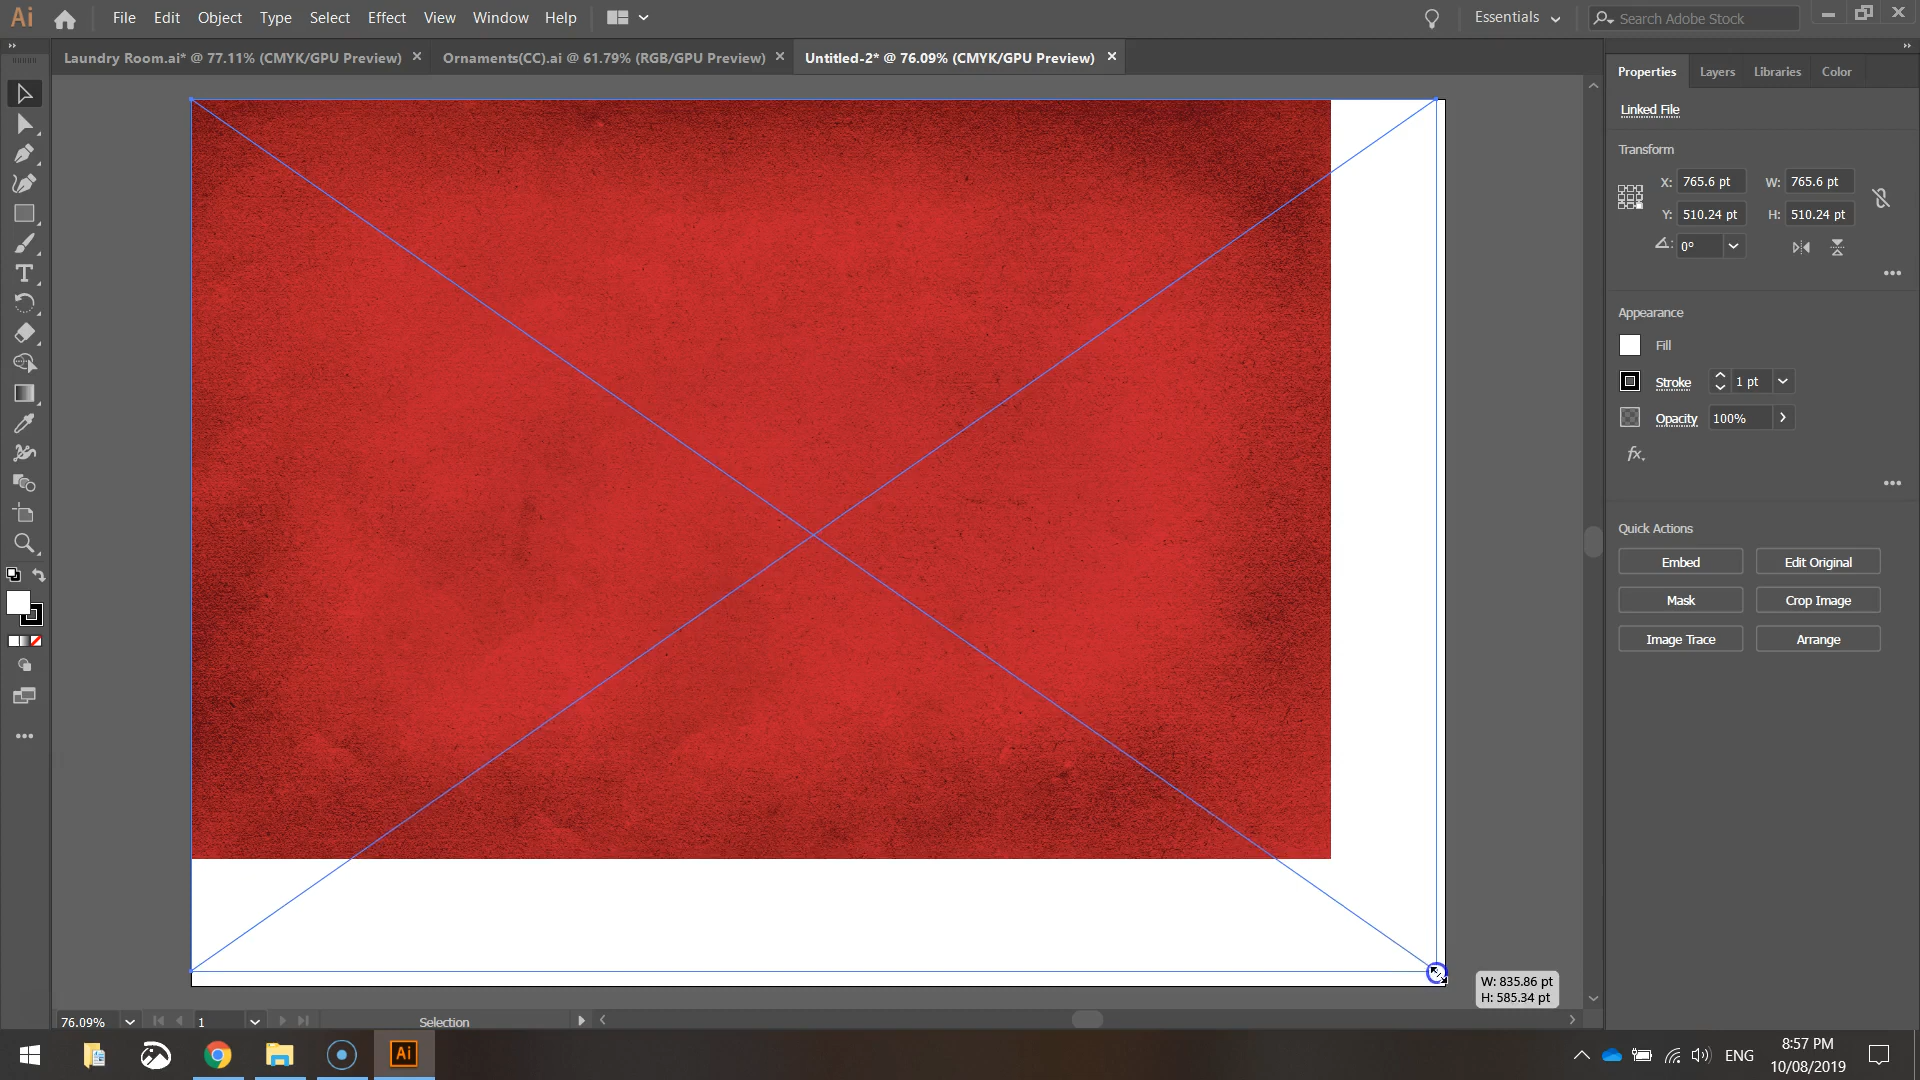 Ai File Edit Object Type Select Effect View Window Help Essentials Search Adobe Stock
Laundry Room.ai* @ 77.11% (CMYK/GPU Preview) Ornaments(CC).ai @ 61.79% (RGB/GPU Preview) Untitled-2* @ 76.09% (CMYK/GPU Preview)
Properties Layers Libraries Color
Linked File
Transform
X: 765.6 pt W: 765.6 pt
Y: 510.24 pt H: 510.24 pt
0°
Appearance
Fill
Stroke 1 pt
Opacity 100%
fx.
Quick Actions
Embed Edit Original
Mask Crop Image
Image Trace Arrange
W: 835.86 pt
H: 585.34 pt
76.09% 1 Selection
Ai ENG 8:57 PM
10/08/2019